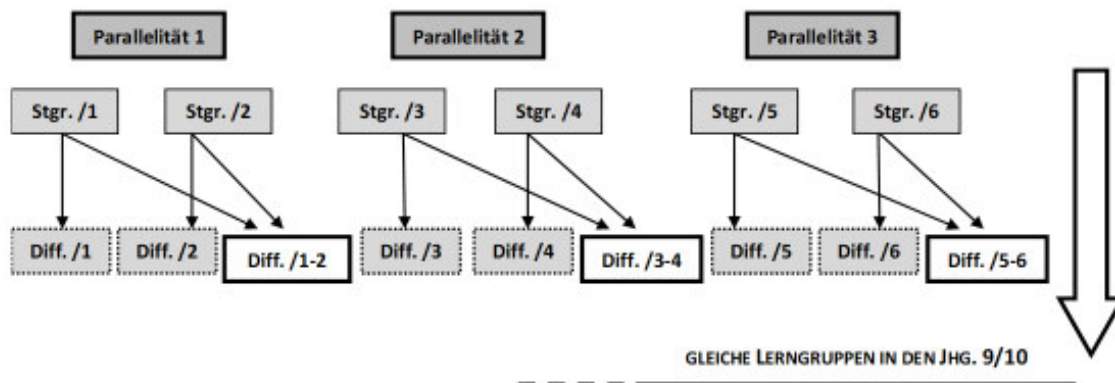 Parallelität 1
Parallelität 2
Parallelität 3
Stgr. /1
Stgr. /2
Stgr. /3
Stgr. /4
Stgr. /5
Stgr. /6
Diff. /1
Diff. /2
Diff. /1-2
Diff. /3
Diff. /4
Diff. /3-4
Diff. /5
Diff. /6
Diff. /5-6
GLEICHE LERNGRUPPEN IN DEN JHG. 9/10